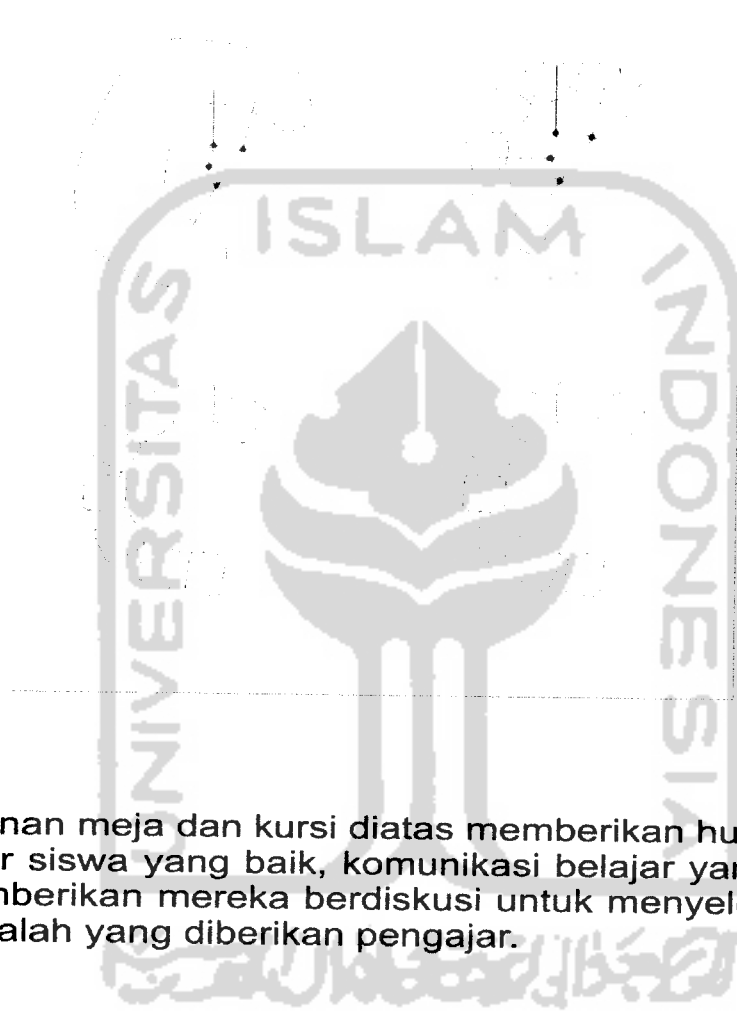 ISLAM
UNIVERSITAS
INDONESIA
nan meja dan kursi diatas memberikan hu
r siswa yang baik, komunikasi belajar yan
nberikan mereka berdiskusi untuk menyel
alah yang diberikan pengajar.